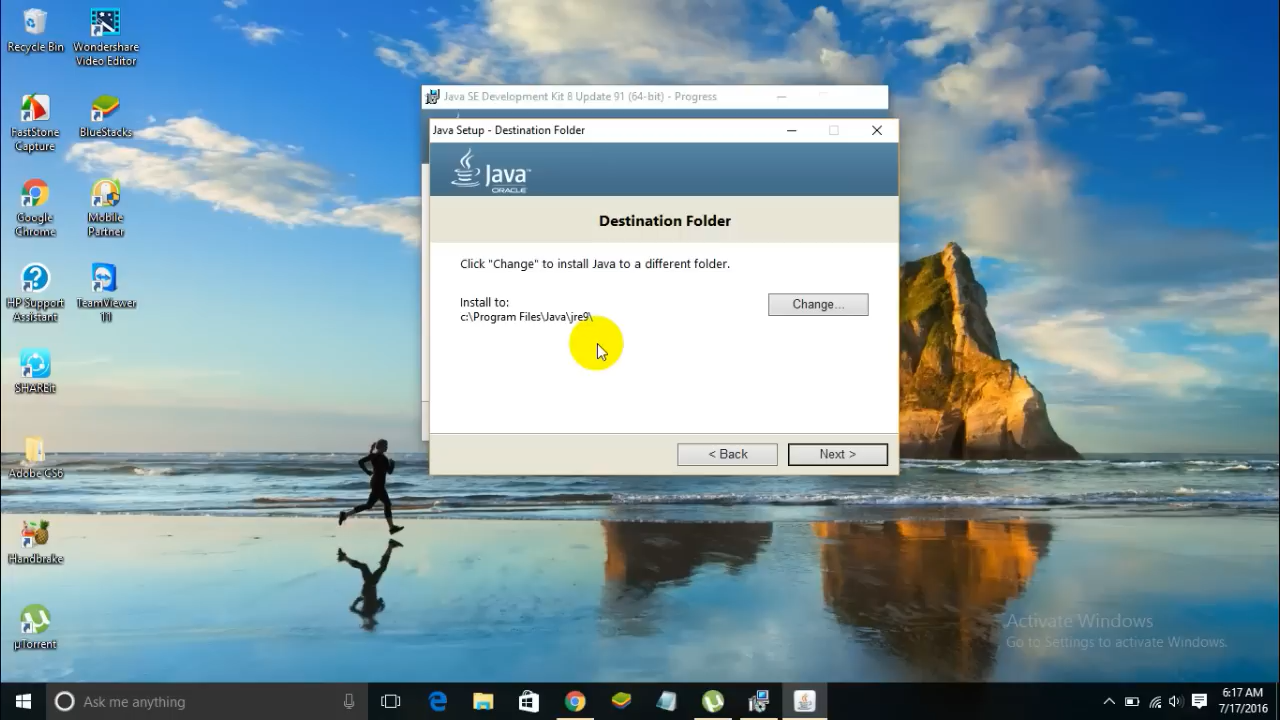 Recycle Bin
Wondershare
Video Editor
FastStone
Capture
BlueStacks
Google
Chrome
Mobile
Partner
HP Support
Assistant
TeamViewer
11
SHAREit
Adobe CS6
Handbrake
µTorrent
Java SE Development Kit 8 Update 91 (64-bit) - Progress
Java Setup - Destination Folder
Java™
ORACLE
Destination Folder
Click "Change" to install Java to a different folder.
Install to:
c:\Program Files\Java\jre9\
Change...
< Back
Next >
Activate Windows
Go to Settings to activate Windows.
Ask me anything
6:17 AM
7/17/2016